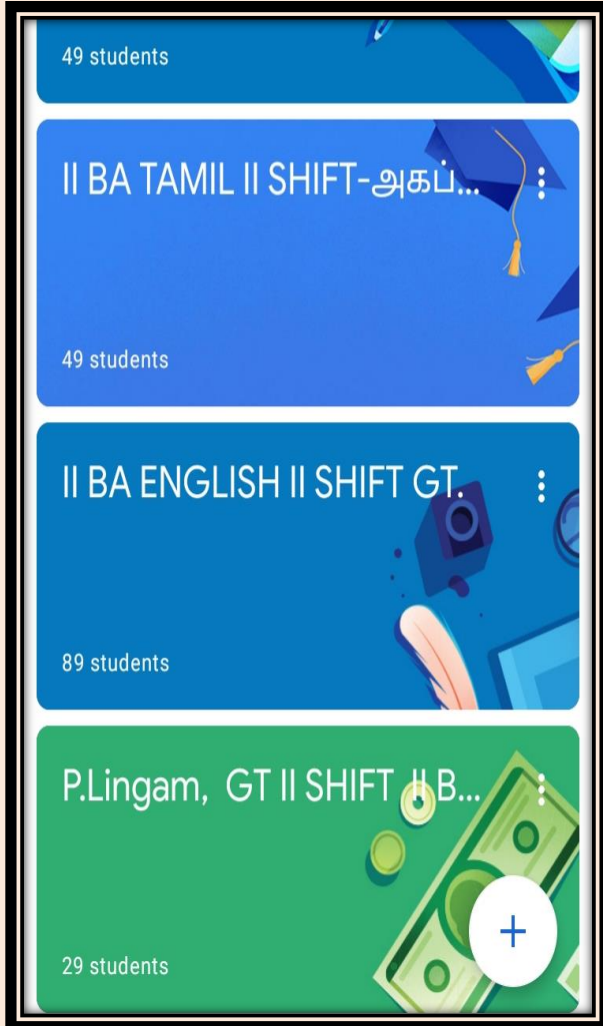 49 students
II BA TAMIL II SHIFT-அகப்...
49 students
II BA ENGLISH II SHIFT GT.
89 students
P.Lingam, GT II SHIFT II B...
29 students